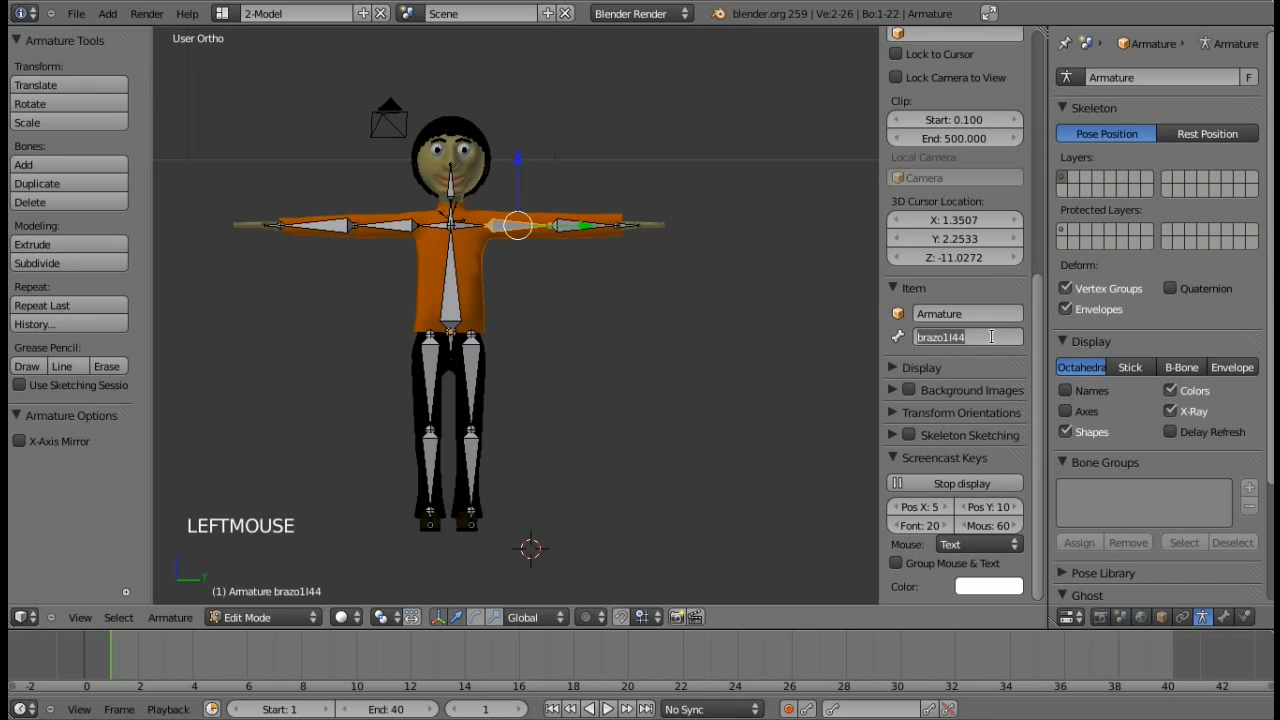 File Add Render Help 2-Model Scene Blender Render blender.org 259 | Ve:2-26 | Bo:1-22 | Armature
Armature Tools
Transform:
Translate
Rotate
Scale
Bones:
Add
Duplicate
Delete
Modeling:
Extrude
Subdivide
Repeat:
Repeat Last
History...
Grease Pencil:
Draw Line Erase
Use Sketching Sessio
Armature Options
X-Axis Mirror
User Ortho
LEFTMOUSE
Y
(1) Armature brazo1l44
View Select Armature Edit Mode Global
Lock to Cursor
Lock Camera to View
Clip:
Start: 0.100
End: 500.000
Local Camera:
Camera
3D Cursor Location:
X: 1.3507
Y: 2.2533
Z: -11.0272
Item
Armature
brazo1l44
Display
Background Images
Transform Orientations
Skeleton Sketching
Screencast Keys
Stop display
Pos X: 5 Pos Y: 10
Font: 20 Mous: 60
Mouse: Text
Group Mouse & Text
Color:
Armature Armature
Armature F
Skeleton
Pose Position Rest Position
Layers:
Protected Layers:
Deform:
Vertex Groups Quaternion
Envelopes
Display
Octahedra Stick B-Bone Envelope
Names Colors
Axes X-Ray
Shapes Delay Refresh
Bone Groups
Assign Remove Select Deselect
Pose Library
Ghost
-2 0 2 4 6 8 10 12 14 16 18 20 22 24 26 28 30 32 34 36 38 40 42
View Frame Playback Start: 1 End: 40 1 No Sync